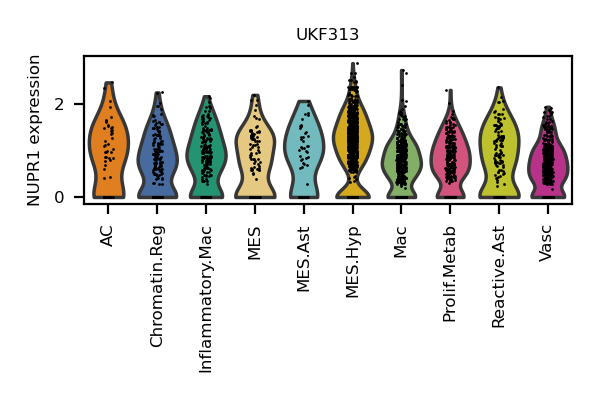 UKF313
NUPR1 expression
2
0
AC
Chromatin.Reg
Inflammatory.Mac
MES
MES.Ast
MES.Hyp
Mac
Prolif.Metab
Reactive.Ast
Vasc